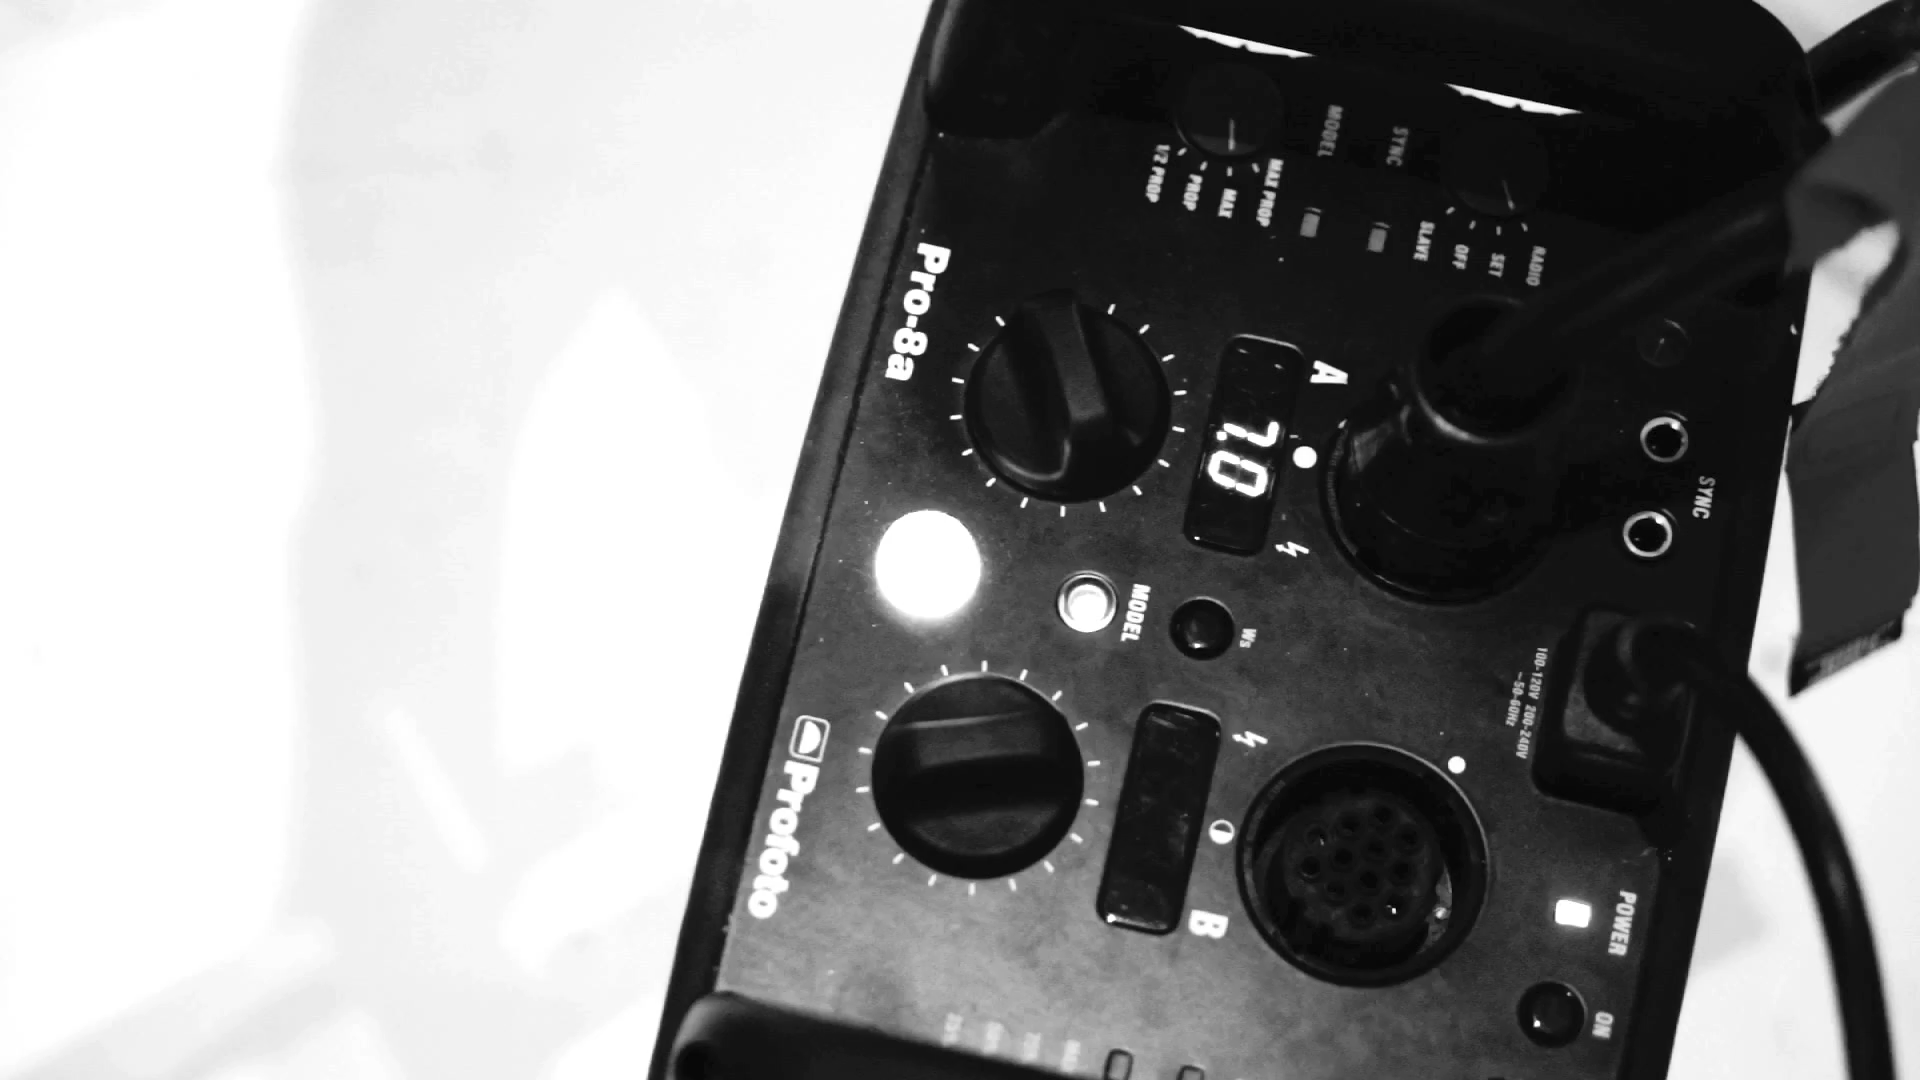 1/2 PROP
PROP
MAX
MAX PROP
MODEL
SYNC
SLAVE
OFF
SET
RADIO
Pro-8a
A
7.0
SYNC
MODEL
Ws
100-120V 200-240V
~50-60Hz
Profoto
B
POWER
ON